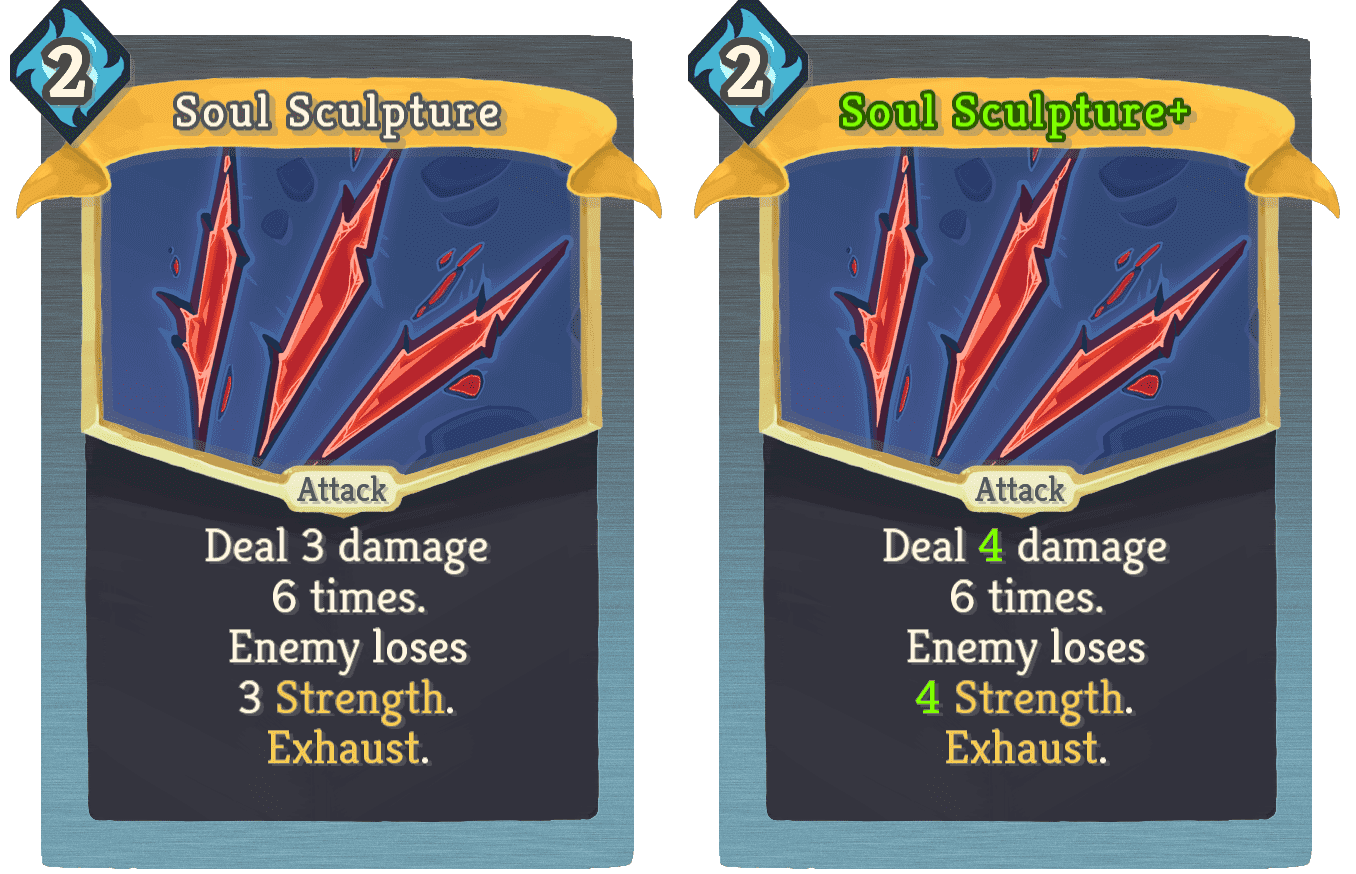 2
Soul Sculpture
Attack
Deal 3 damage
6 times.
Enemy loses
3 Strength.
Exhaust.
2
Soul Sculpture+
Attack
Deal 4 damage
6 times.
Enemy loses
4 Strength.
Exhaust.